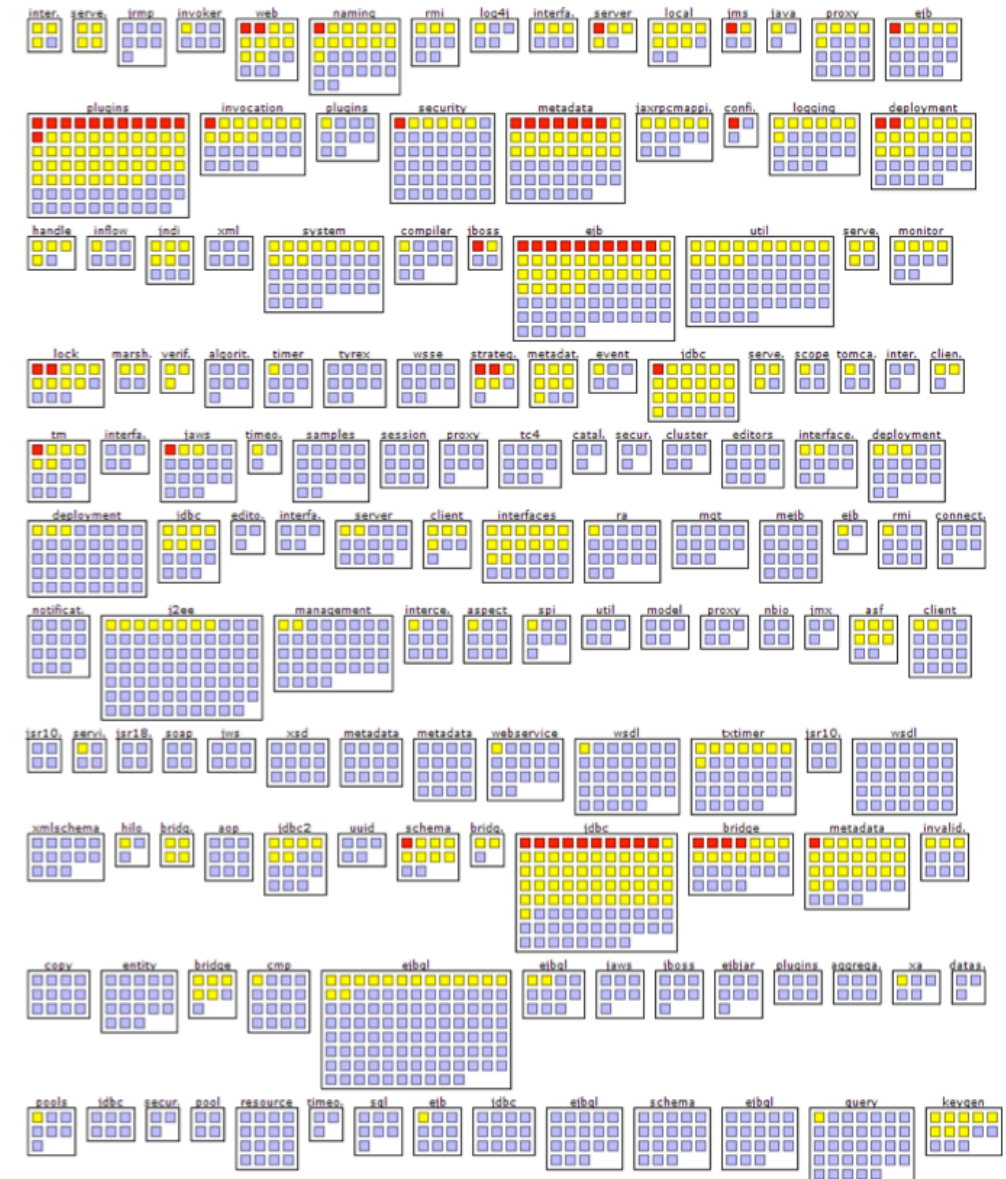 inter. serve. jrmp invoker web naming rmi log4j interfa. server local jms java proxy ejb
plugins invocation plugins security metadata jaxrpcmappi. confi. logging deployment
handle inflow jndi xml system compiler jboss ejb util serve. monitor
lock marsh. verif. algorit. timer tyrex wsse strateg. metadat. event jdbc serve. scope tomca. inter. clien.
tm interfa. jaws timeo. samples session proxy tc4 catal. secur. cluster editors interface. deployment
deployment jdbc edito. interfa. server client interfaces ra mgt mejb ejb rmi connect.
notificat. j2ee management interce. aspect spi util model proxy nbio jmx asf client
jsr10. servi. jsr18. soap jws xsd metadata metadata webservice wsdl txtimer jsr10. wsdl
xmlschema hilo bridg. aop jdbc2 uuid schema bridg. jdbc bridge metadata invalid.
copy entity bridge cmp ejbql ejbql jaws jboss ejbjar plugins aggrega. xa datas.
pools jdbc secur. pool resource timeo. sql ejb jdbc ejbql schema ejbql query keygen